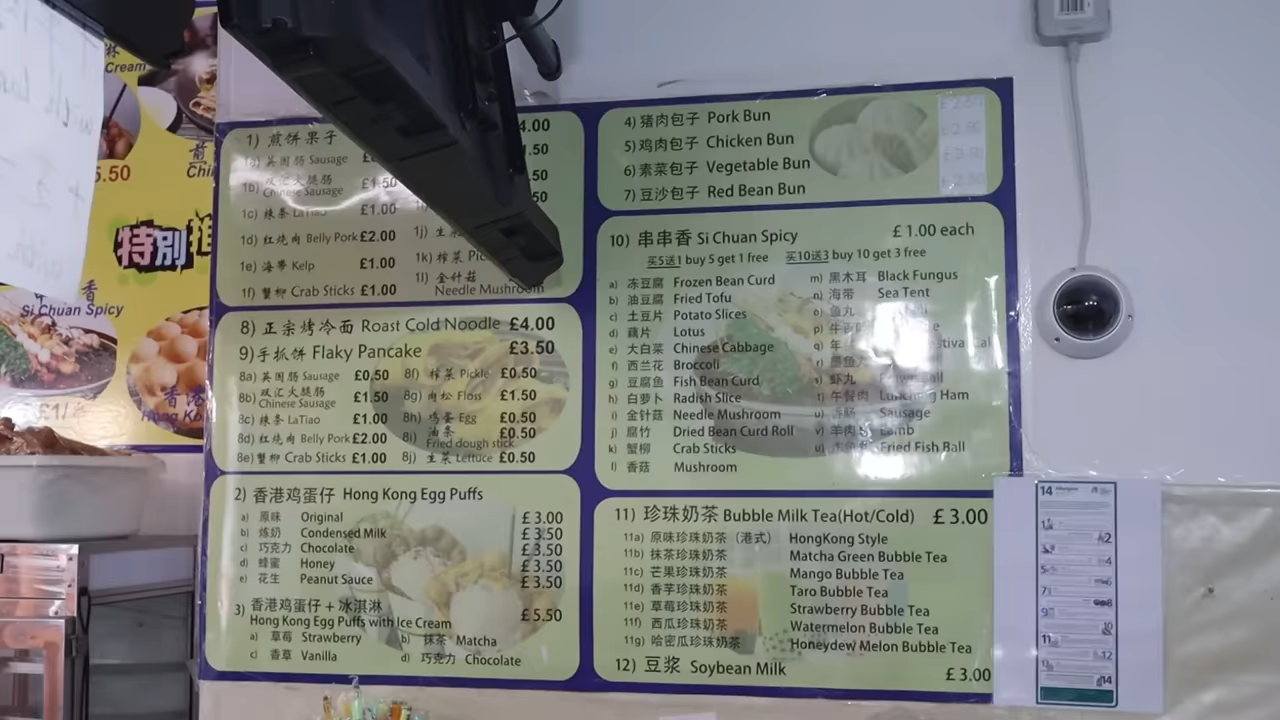 Cream
5.50
特別推
香
Si Chuan Spicy
香港
1) 煎饼果子
4.00
1a) 英国肠 Sausage
1b) 双汇火腿肠 £1.50
Chinese Sausage
1c) 辣条 LaTiao £1.00
1d) 红烧肉 Belly Pork £2.00
1e) 海带 Kelp £1.00
1f) 蟹柳 Crab Sticks £1.00
1j) 生
1k) 榨菜
1l) 金针菇
Needle Mushroom
8) 正宗烤冷面 Roast Cold Noodle £4.00
9) 手抓饼 Flaky Pancake £3.50
8a) 英国肠 Sausage £0.50
8b) 双汇火腿肠 £1.50
Chinese Sausage
8c) 辣条 LaTiao £1.00
8d) 红烧肉 Belly Pork £2.00
8e) 蟹柳 Crab Sticks £1.00
8f) 榨菜 Pickle £0.50
8g) 肉松 Floss £1.50
8h) 鸡蛋 Egg £0.50
8i) 油条 £0.50
Fried dough stick
8j) 生菜 Lettuce £0.50
2) 香港鸡蛋仔 Hong Kong Egg Puffs
a) 原味 Original £3.00
b) 炼奶 Condensed Milk £3.50
c) 巧克力 Chocolate £3.50
d) 蜂蜜 Honey £3.50
e) 花生 Peanut Sauce £3.50
3) 香港鸡蛋仔 + 冰淇淋
Hong Kong Egg Puffs with Ice Cream £5.50
a) 草莓 Strawberry b) 抹茶 Matcha
c) 香草 Vanilla d) 巧克力 Chocolate
4) 猪肉包子 Pork Bun
5) 鸡肉包子 Chicken Bun
6) 素菜包子 Vegetable Bun
7) 豆沙包子 Red Bean Bun
10) 串串香 Si Chuan Spicy £1.00 each
买5送1 buy 5 get 1 free 买10送3 buy 10 get 3 free
a) 冻豆腐 Frozen Bean Curd
b) 油豆腐 Fried Tofu
c) 土豆片 Potato Slices
d) 藕片 Lotus
e) 大白菜 Chinese Cabbage
f) 西兰花 Broccoli
g) 豆腐鱼 Fish Bean Curd
h) 白萝卜 Radish Slice
i) 金针菇 Needle Mushroom
j) 腐竹 Dried Bean Curd Roll
k) 蟹柳 Crab Sticks
l) 香菇 Mushroom
m) 黑木耳 Black Fungus
n) 海带 Sea Tent
o) 鱼丸
p) 牛
q) 年
s) 虾丸
t) 午餐肉 Ham
u) 香肠 Sausage
v) 羊肉 Lamb
Fried Fish Ball
11) 珍珠奶茶 Bubble Milk Tea(Hot/Cold) £3.00
11a) 原味珍珠奶茶（港式） HongKong Style
11b) 抹茶珍珠奶茶 Matcha Green Bubble Tea
11c) 芒果珍珠奶茶 Mango Bubble Tea
11d) 香芋珍珠奶茶 Taro Bubble Tea
11e) 草莓珍珠奶茶 Strawberry Bubble Tea
11f) 西瓜珍珠奶茶 Watermelon Bubble Tea
11g) 哈密瓜珍珠奶茶 Honeydew Melon Bubble Tea
12) 豆浆 Soybean Milk £3.00
14 Allergens